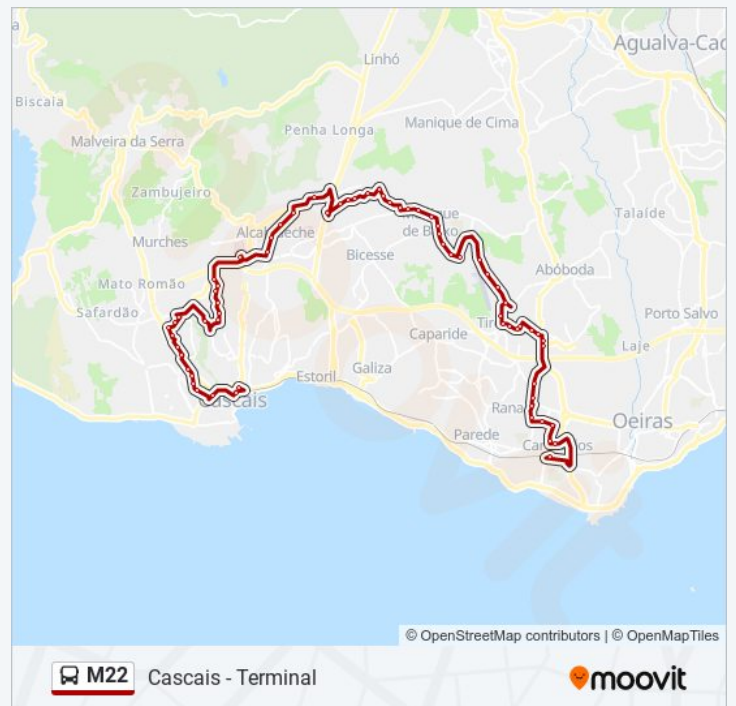 Linhó
Agualva-Cac
Biscaia
Penha Longa
Manique de Cima
Malveira da Serra
Zambujeiro
Talaíde
Murches
de Baixo
Bicesse
Abóboda
Mato Romão
Safardão
Porto Salvo
Caparide
Laje
Estoril
Galiza
Cascais
Rana
Oeiras
Parede
© OpenStreetMap contributors | © OpenMapTiles
M22 Cascais - Terminal
moovit